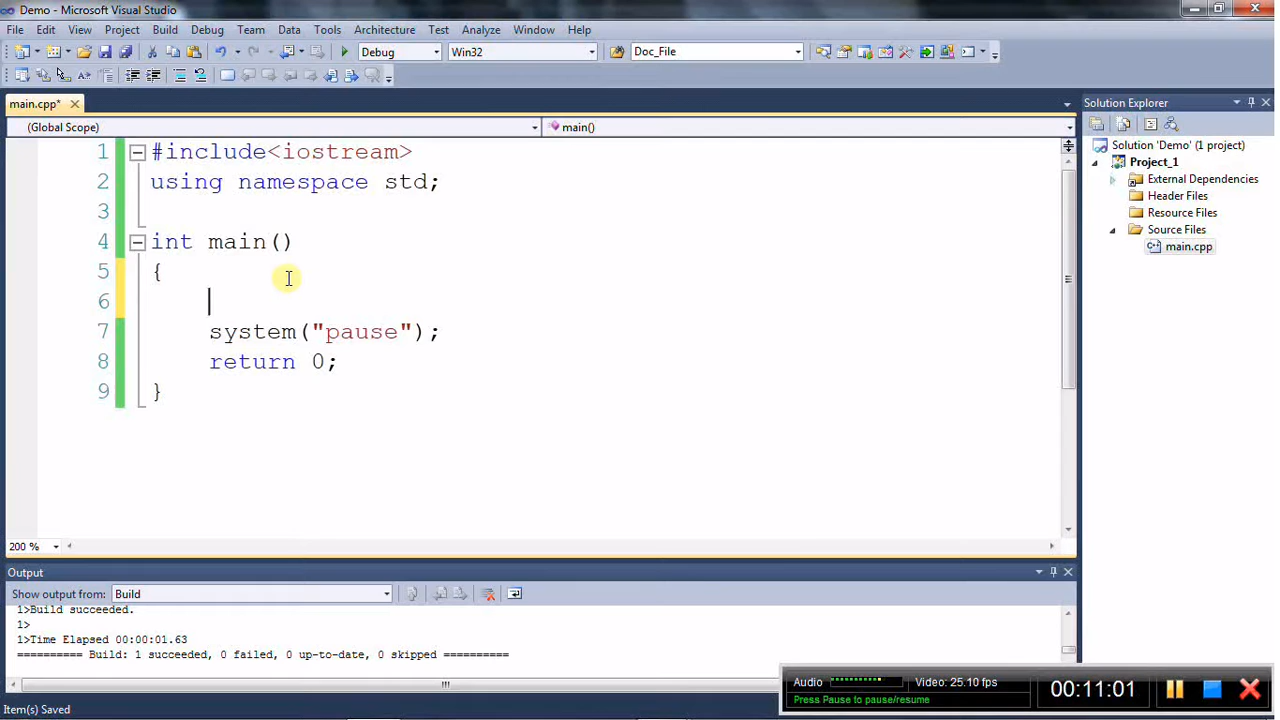 Demo - Microsoft Visual Studio
File Edit View Project Build Debug Team Data Tools Architecture Test Analyze Window Help
Debug Win32 Doc_File
main.cpp*
Solution Explorer
(Global Scope) main()
Solution 'Demo' (1 project)
Project_1
External Dependencies
Header Files
Resource Files
Source Files
main.cpp
1 #include<iostream>
2 using namespace std;
3
4 int main()
5 {
6
7 system("pause");
8 return 0;
9 }
200 %
Output
Show output from: Build
1>Build succeeded.
1>
1>Time Elapsed 00:00:01.63
========== Build: 1 succeeded, 0 failed, 0 up-to-date, 0 skipped ==========
Item(s) Saved
Audio Video: 25.10 fps
Press Pause to pause/resume
00:11:01